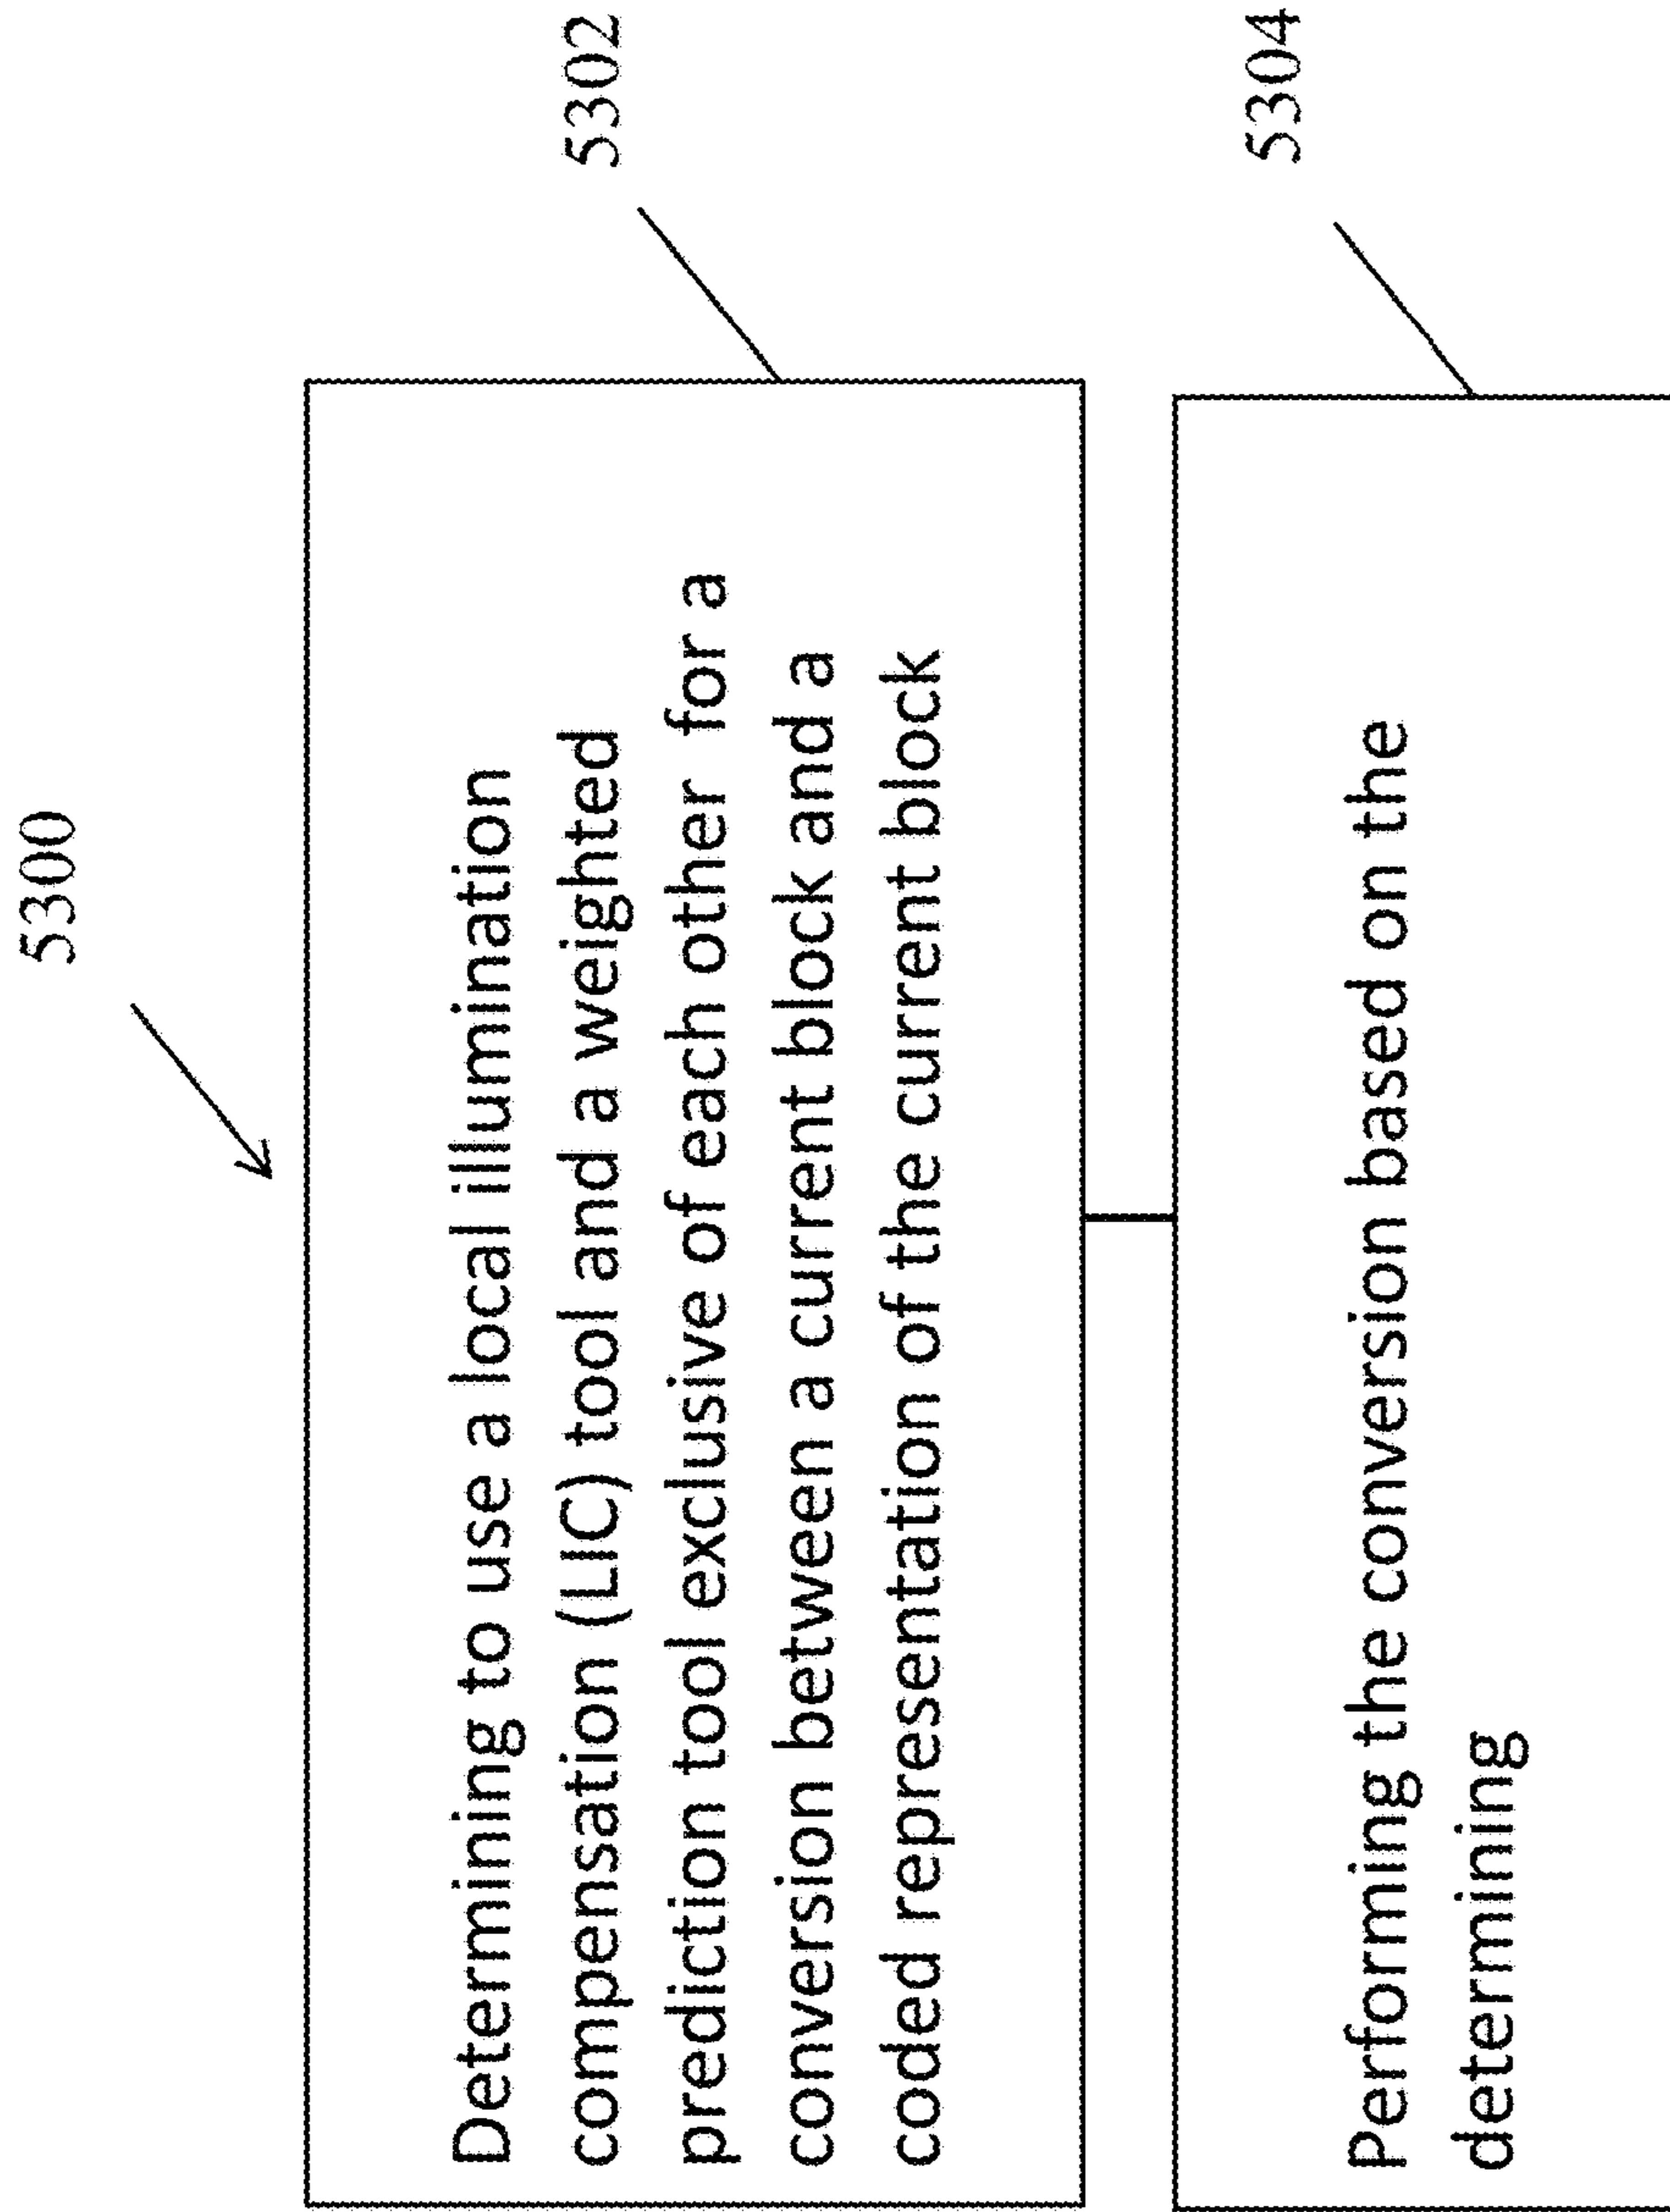 5300
Determining to use a local illumination
compensation (LIC) tool and a weighted
prediction tool exclusive of each other for a
conversion between a current block and a
coded representation of the current block
5302
Performing the conversion based on the
determining
5304